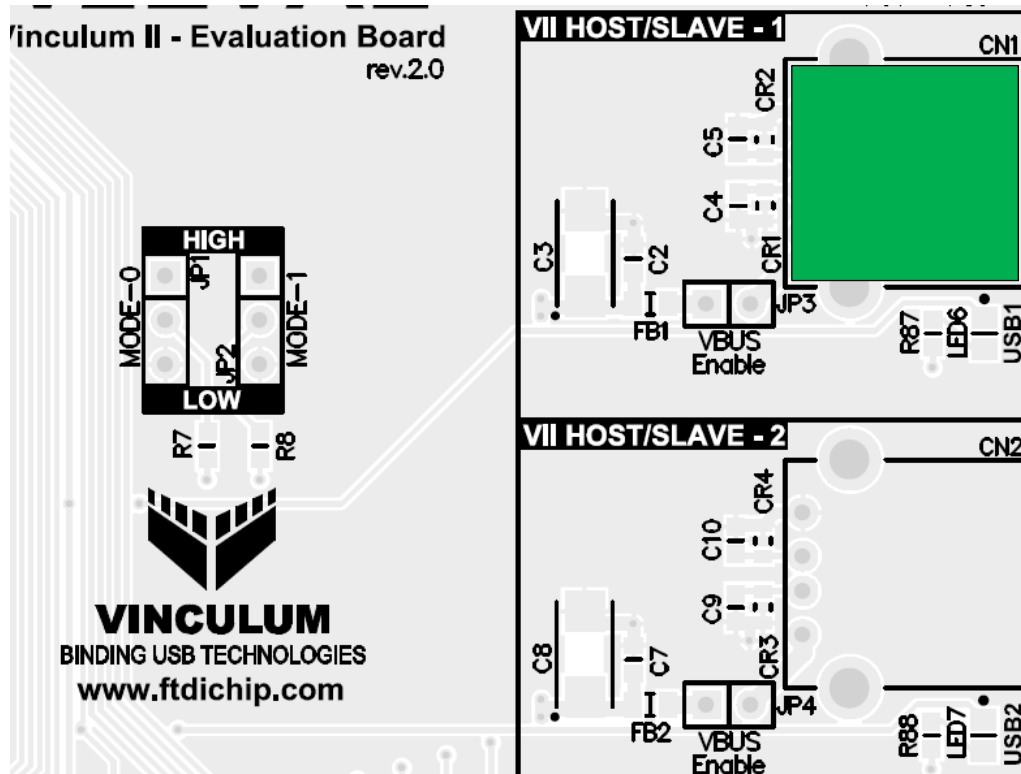 Vinculum II - Evaluation Board
rev.2.0
HIGH
MODE-0
JP1
JP2
MODE-1
LOW
R7
R8
VINCULUM
BINDING USB TECHNOLOGIES
www.ftdichip.com
VII HOST/SLAVE - 1
CN1
CR2
C5
C4
CR1
C3
C2
FB1
JP3
VBUS
Enable
R87
LED6
USB1
VII HOST/SLAVE - 2
CN2
CR4
C10
C9
CR3
C8
C7
FB2
JP4
VBUS
Enable
R88
LED7
USB2